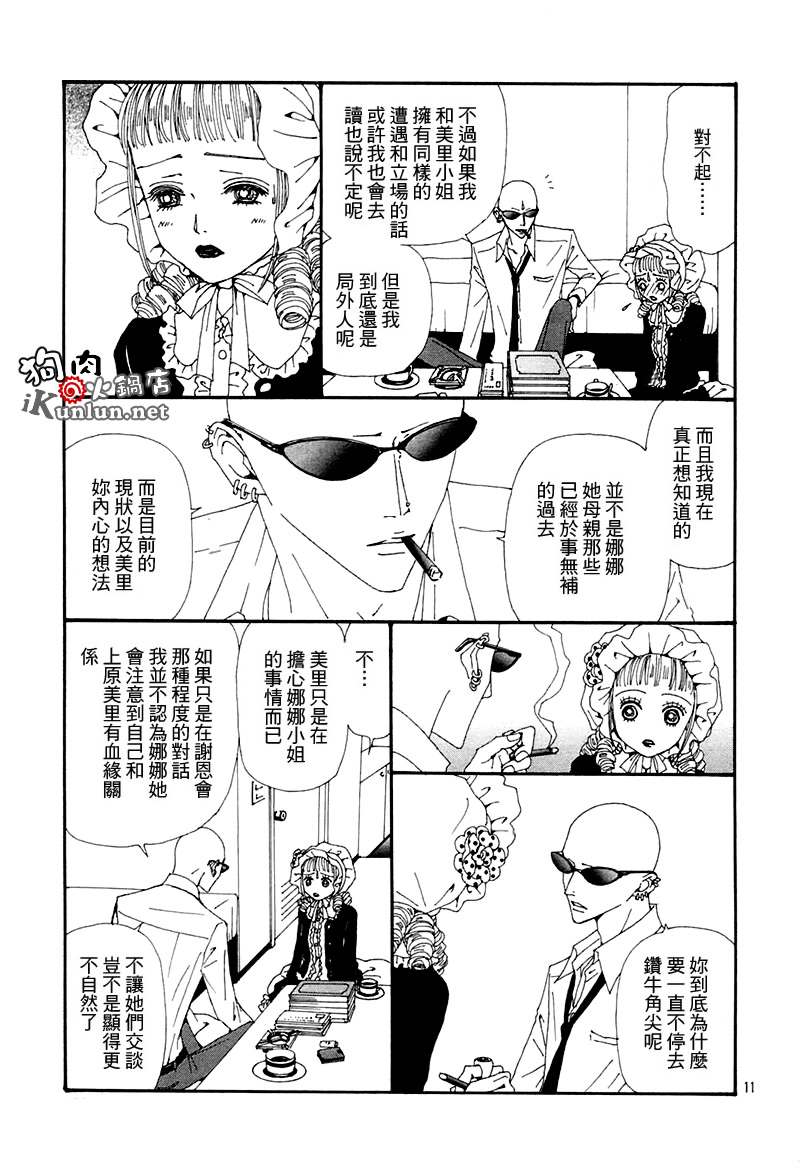 對不起……
不過如果我
和美里小姐
擁有同樣的
遭遇和立場的話
或許我也會去
讀也說不定呢
但是我
到底還是
局外人呢
狗肉
火鍋店
iKunlun.net
而且我現在
真正想知道的
並不是娜娜
她母親那些
已經於事無補
的過去
而是目前的
現狀以及美里
妳內心的想法
妳到底為什麼
要一直不停去
鑽牛角尖呢
不…
美里只是在
擔心娜娜小姐
的事情而已
如果只是在謝恩會
那種程度的對話
我並不認為娜娜她
會注意到自己和
上原美里有血緣關
係
不讓她們交談
豈不是顯得更
不自然了
11